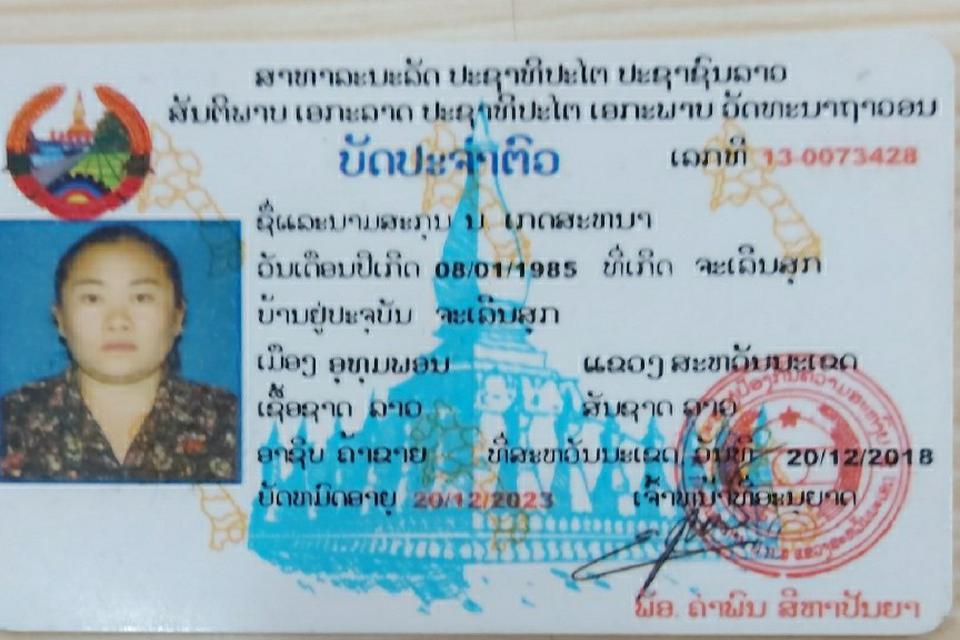 ສາທາລະນະລັດ ປະຊາທິປະໄຕ ປະຊາຊົນລາວ
ສັນຕິພາບ ເອກະລາດ ປະຊາທິປະໄຕ ເອກະພາບ ວັດທະນາຖາວອນ
ບັດປະຈຳຕົວ
ເລກທີ 13-0073428
ຊື່ແລະນາມສະກຸນ ນ ເກດສະຫນາ
ວັນເດືອນປີເກີດ 08/01/1985 ທີ່ເກີດ ຈະເລີນສຸກ
ບ້ານຢູ່ປະຈຸບັນ ຈະເລີນສຸກ
ເມືອງ ອຸທຸມພອນ ແຂວງ ສະຫວັນນະເຂດ
ເຊື້ອຊາດ ລາວ ສັນຊາດ ລາວ
ອາຊີບ ຄ້າຂາຍ ທີ່ສະຫວັນນະເຂດ ວັນທີ 20/12/2018
ບັດຫມົດອາຍຸ 20/12/2023 ເຈົ້າຫນ້າທີ່ອະນຸຍາດ
ພັອ. ຄຳພົນ ສິຫາປັນຍາ